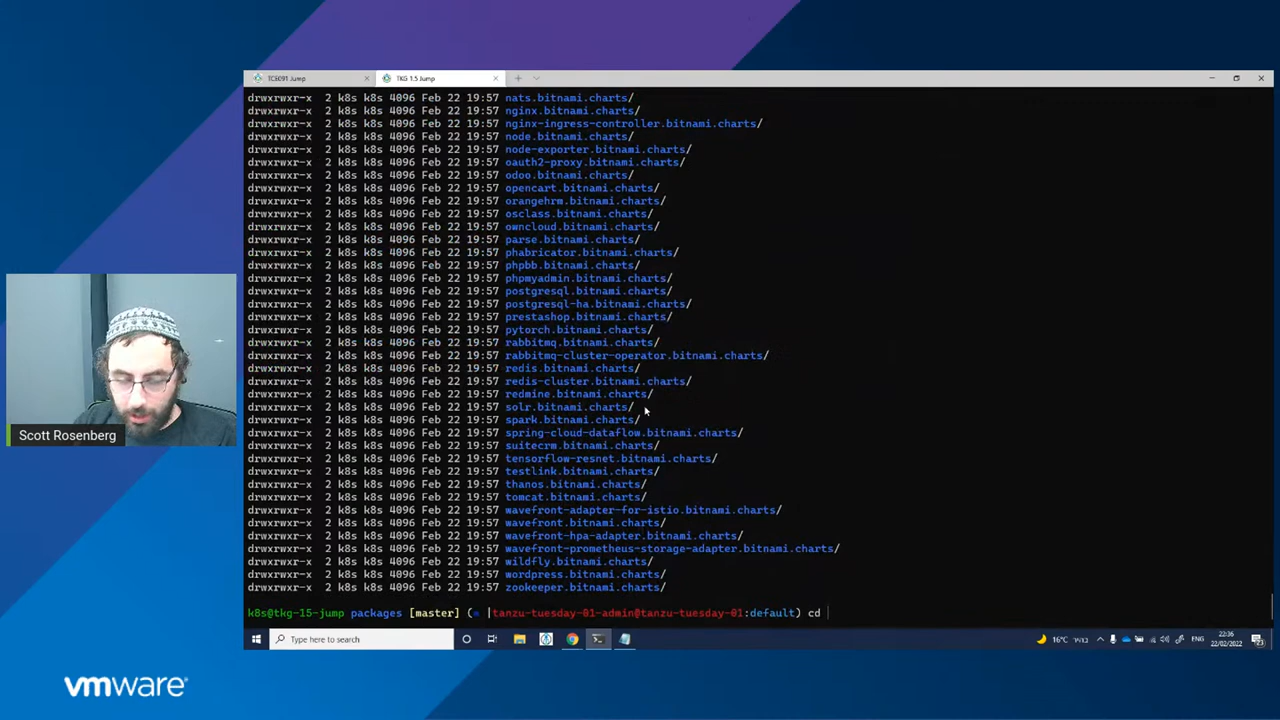 TCE091 Jump
TKG 1.5 Jump
drwxrwxr-x 2 k8s k8s 4096 Feb 22 19:57 nats.bitnami.charts/
drwxrwxr-x 2 k8s k8s 4096 Feb 22 19:57 nginx.bitnami.charts/
drwxrwxr-x 2 k8s k8s 4096 Feb 22 19:57 nginx-ingress-controller.bitnami.charts/
drwxrwxr-x 2 k8s k8s 4096 Feb 22 19:57 node.bitnami.charts/
drwxrwxr-x 2 k8s k8s 4096 Feb 22 19:57 node-exporter.bitnami.charts/
drwxrwxr-x 2 k8s k8s 4096 Feb 22 19:57 oauth2-proxy.bitnami.charts/
drwxrwxr-x 2 k8s k8s 4096 Feb 22 19:57 odoo.bitnami.charts/
drwxrwxr-x 2 k8s k8s 4096 Feb 22 19:57 opencart.bitnami.charts/
drwxrwxr-x 2 k8s k8s 4096 Feb 22 19:57 orangehrm.bitnami.charts/
drwxrwxr-x 2 k8s k8s 4096 Feb 22 19:57 osclass.bitnami.charts/
drwxrwxr-x 2 k8s k8s 4096 Feb 22 19:57 owncloud.bitnami.charts/
drwxrwxr-x 2 k8s k8s 4096 Feb 22 19:57 parse.bitnami.charts/
drwxrwxr-x 2 k8s k8s 4096 Feb 22 19:57 phabricator.bitnami.charts/
drwxrwxr-x 2 k8s k8s 4096 Feb 22 19:57 phpbb.bitnami.charts/
drwxrwxr-x 2 k8s k8s 4096 Feb 22 19:57 phpmyadmin.bitnami.charts/
drwxrwxr-x 2 k8s k8s 4096 Feb 22 19:57 postgresql.bitnami.charts/
drwxrwxr-x 2 k8s k8s 4096 Feb 22 19:57 postgresql-ha.bitnami.charts/
drwxrwxr-x 2 k8s k8s 4096 Feb 22 19:57 prestashop.bitnami.charts/
drwxrwxr-x 2 k8s k8s 4096 Feb 22 19:57 pytorch.bitnami.charts/
drwxrwxr-x 2 k8s k8s 4096 Feb 22 19:57 rabbitmq.bitnami.charts/
drwxrwxr-x 2 k8s k8s 4096 Feb 22 19:57 rabbitmq-cluster-operator.bitnami.charts/
drwxrwxr-x 2 k8s k8s 4096 Feb 22 19:57 redis.bitnami.charts/
drwxrwxr-x 2 k8s k8s 4096 Feb 22 19:57 redis-cluster.bitnami.charts/
drwxrwxr-x 2 k8s k8s 4096 Feb 22 19:57 redmine.bitnami.charts/
drwxrwxr-x 2 k8s k8s 4096 Feb 22 19:57 solr.bitnami.charts/
drwxrwxr-x 2 k8s k8s 4096 Feb 22 19:57 spark.bitnami.charts/
drwxrwxr-x 2 k8s k8s 4096 Feb 22 19:57 spring-cloud-dataflow.bitnami.charts/
drwxrwxr-x 2 k8s k8s 4096 Feb 22 19:57 suitecrm.bitnami.charts/
drwxrwxr-x 2 k8s k8s 4096 Feb 22 19:57 tensorflow-resnet.bitnami.charts/
drwxrwxr-x 2 k8s k8s 4096 Feb 22 19:57 testlink.bitnami.charts/
drwxrwxr-x 2 k8s k8s 4096 Feb 22 19:57 thanos.bitnami.charts/
drwxrwxr-x 2 k8s k8s 4096 Feb 22 19:57 tomcat.bitnami.charts/
drwxrwxr-x 2 k8s k8s 4096 Feb 22 19:57 wavefront-adapter-for-istio.bitnami.charts/
drwxrwxr-x 2 k8s k8s 4096 Feb 22 19:57 wavefront.bitnami.charts/
drwxrwxr-x 2 k8s k8s 4096 Feb 22 19:57 wavefront-hpa-adapter.bitnami.charts/
drwxrwxr-x 2 k8s k8s 4096 Feb 22 19:57 wavefront-prometheus-storage-adapter.bitnami.charts/
drwxrwxr-x 2 k8s k8s 4096 Feb 22 19:57 wildfly.bitnami.charts/
drwxrwxr-x 2 k8s k8s 4096 Feb 22 19:57 wordpress.bitnami.charts/
drwxrwxr-x 2 k8s k8s 4096 Feb 22 19:57 zookeeper.bitnami.charts/
k8s@tkg-15-jump packages [master] (⎈ |tanzu-tuesday-01-admin@tanzu-tuesday-01:default) cd
Scott Rosenberg
Type here to search
16°C בהיר
ENG
22:36
22/02/2022
vmware®